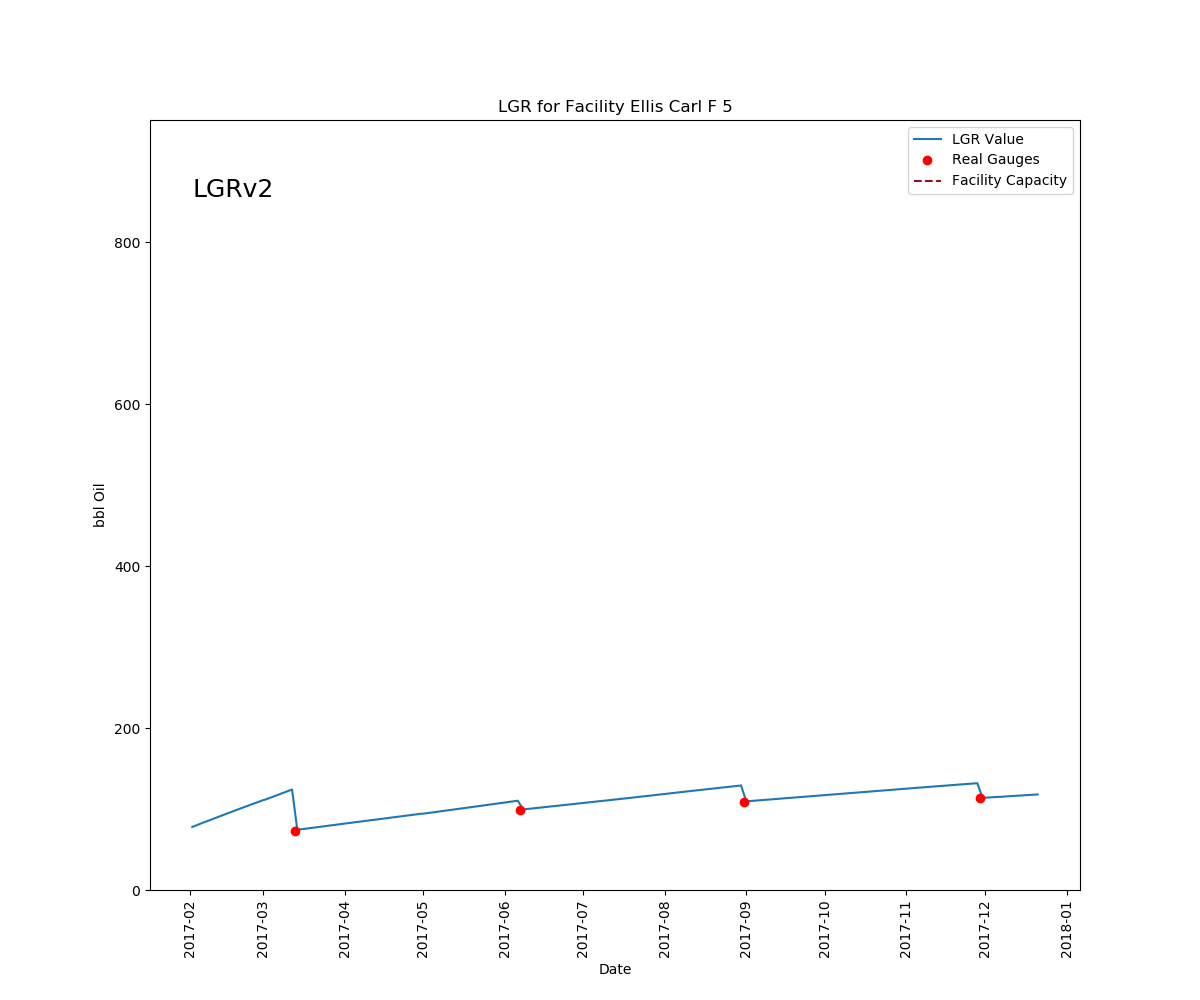 LGR for Facility Ellis Carl F 5
LGRv2
LGR Value
Real Gauges
Facility Capacity
800
600
400
200
0
bbl Oil
2017-02
2017-03
2017-04
2017-05
2017-06
2017-07
2017-08
2017-09
2017-10
2017-11
2017-12
2018-01
Date